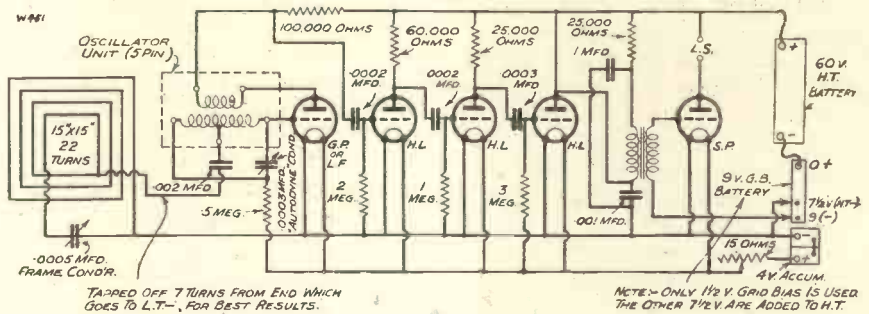 W451
OSCILLATOR
UNIT (5 PIN)
100,000 OHMS
60,000
OHMS
25,000
OHMS
25,000
OHMS
1 MFD.
L.S.
60 V.
H.T.
BATTERY
+
-
.0002
MFD.
.0002
MFD.
.0003
MFD.
15"x15"
22
TURNS
G.P.
OR
L.F.
H.L.
H.L.
H.L.
S.P.
.002 MFD.
.0003 MFD.
"AUTODYNE" COND
.5 MEG.
2
MEG.
1
MEG.
3
MEG.
.001 MFD.
9 V. G.B.
BATTERY
0+
7½ (HT-)
9 (-)
15 OHMS
-
+
4 V. ACCUM.
.0005 MFD.
FRAME COND'R.
TAPPED OFF 7 TURNS FROM END WHICH
GOES TO L.T.-, FOR BEST RESULTS.
NOTE:- ONLY 1½ V. GRID BIAS IS USED.
THE OTHER 7½ V. ARE ADDED TO H.T.